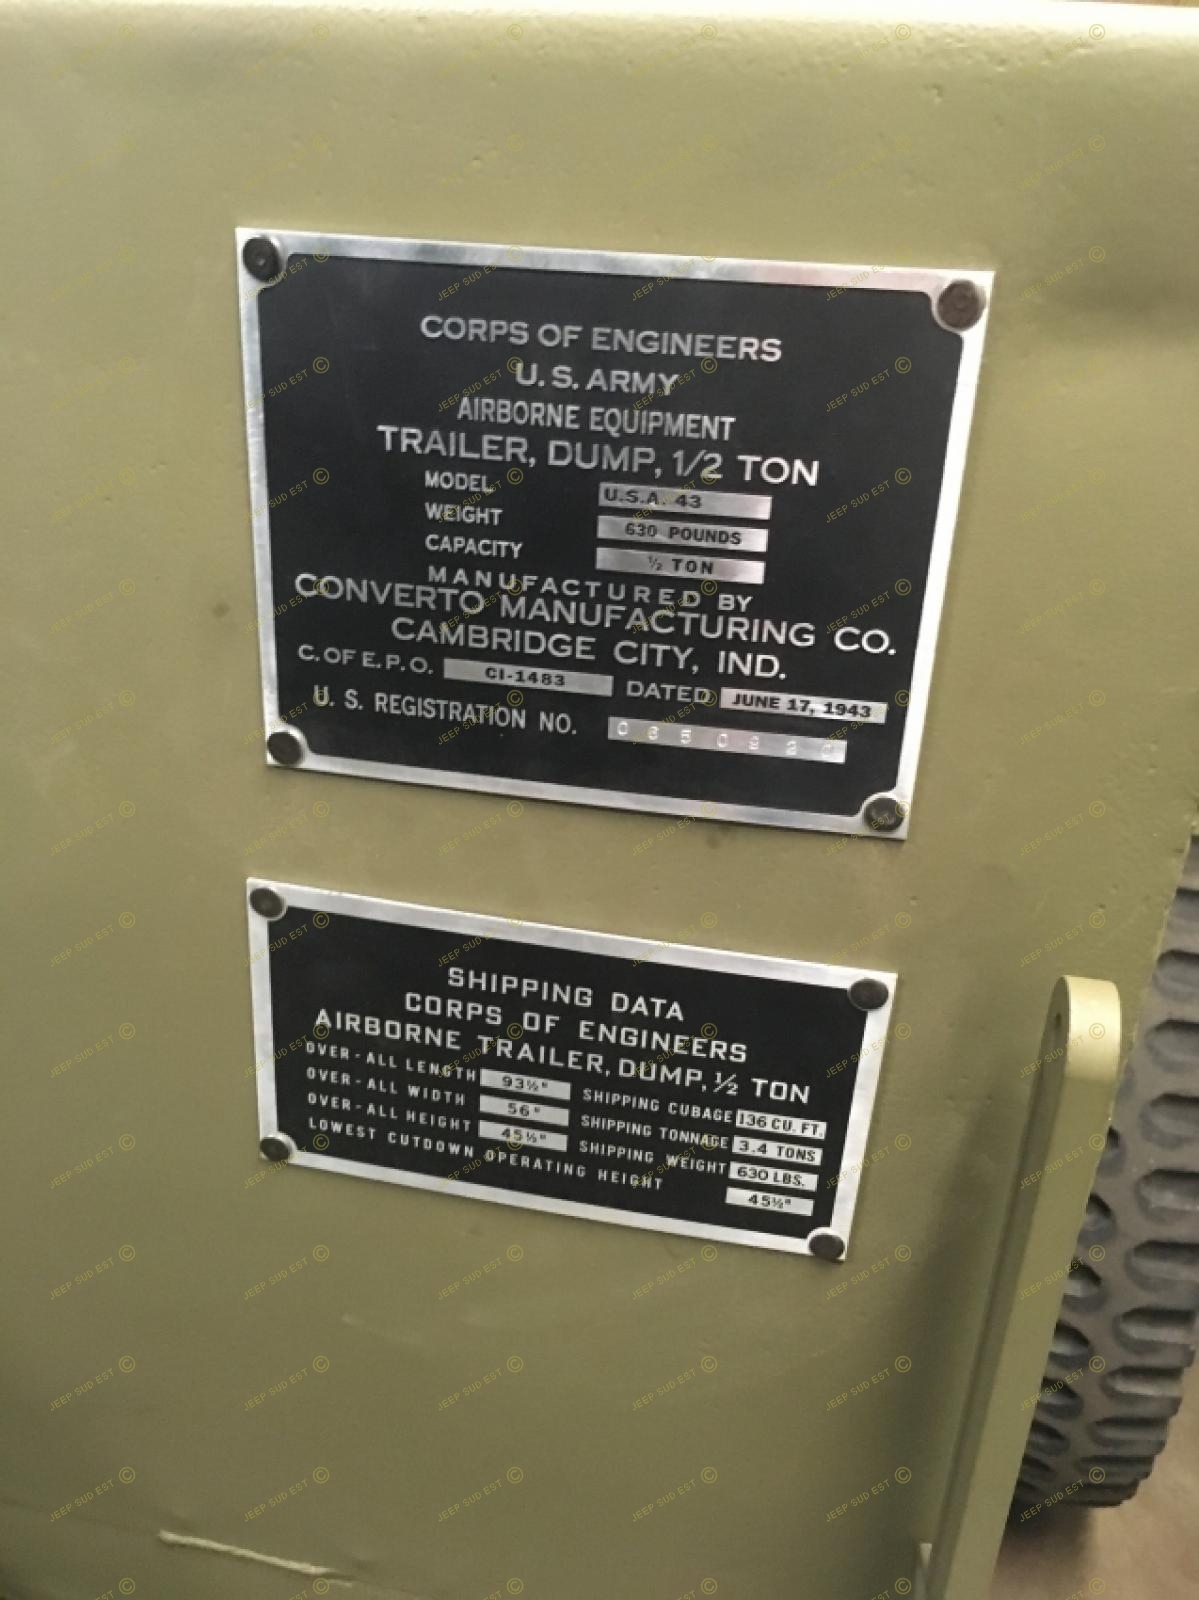 CORPS OF ENGINEERS
U. S. ARMY
AIRBORNE EQUIPMENT
TRAILER, DUMP, 1/2 TON
MODEL U.S.A. 43
WEIGHT 630 POUNDS
CAPACITY ½ TON
MANUFACTURED BY
CONVERTO MANUFACTURING CO.
CAMBRIDGE CITY, IND.
C. OF E. P. O. CI-1483 DATED JUNE 17, 1943
U. S. REGISTRATION NO.
SHIPPING DATA
CORPS OF ENGINEERS
AIRBORNE TRAILER, DUMP, ½ TON
OVER-ALL LENGTH 93½" SHIPPING CUBAGE 136 CU. FT.
OVER-ALL WIDTH 56" SHIPPING TONNAGE 3.4 TONS
OVER-ALL HEIGHT 45½" SHIPPING WEIGHT 630 LBS.
LOWEST CUTDOWN OPERATING HEIGHT 45½"
JEEP SUD EST ©